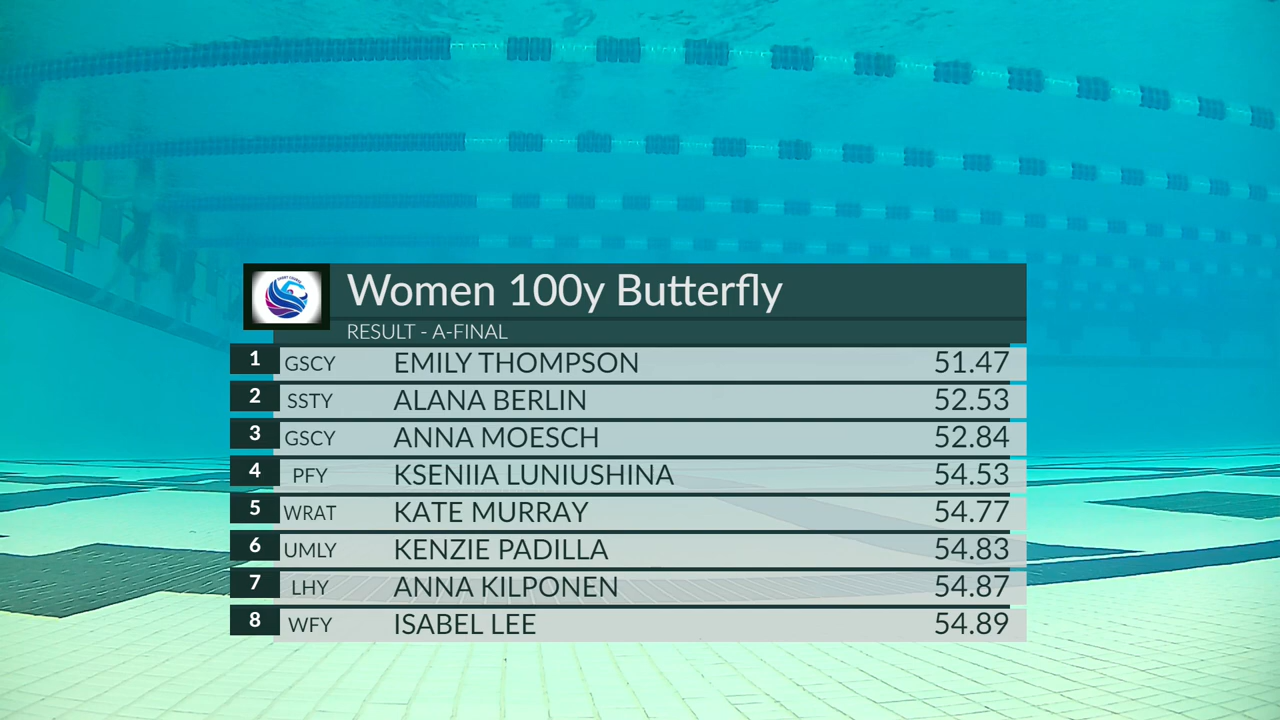 Women 100y Butterfly
RESULT - A-FINAL
1 GSCY EMILY THOMPSON 51.47
2 SSTY ALANA BERLIN 52.53
3 GSCY ANNA MOESCH 52.84
4 PFY KSENIIA LUNIUSHINA 54.53
5 WRAT KATE MURRAY 54.77
6 UMLY KENZIE PADILLA 54.83
7 LHY ANNA KILPONEN 54.87
8 WFY ISABEL LEE 54.89